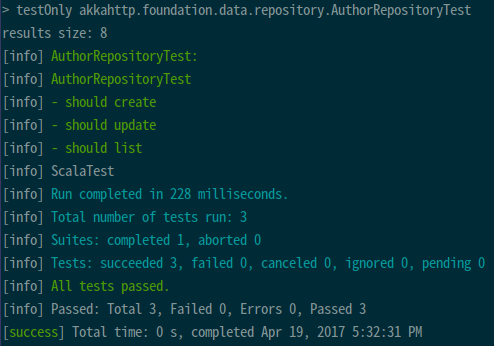 > testOnly akkahttp.foundation.data.repository.AuthorRepositoryTest
results size: 8
[info] AuthorRepositoryTest:
[info] AuthorRepositoryTest
[info] - should create
[info] - should update
[info] - should list
[info] ScalaTest
[info] Run completed in 228 milliseconds.
[info] Total number of tests run: 3
[info] Suites: completed 1, aborted 0
[info] Tests: succeeded 3, failed 0, canceled 0, ignored 0, pending 0
[info] All tests passed.
[info] Passed: Total 3, Failed 0, Errors 0, Passed 3
[success] Total time: 0 s, completed Apr 19, 2017 5:32:31 PM